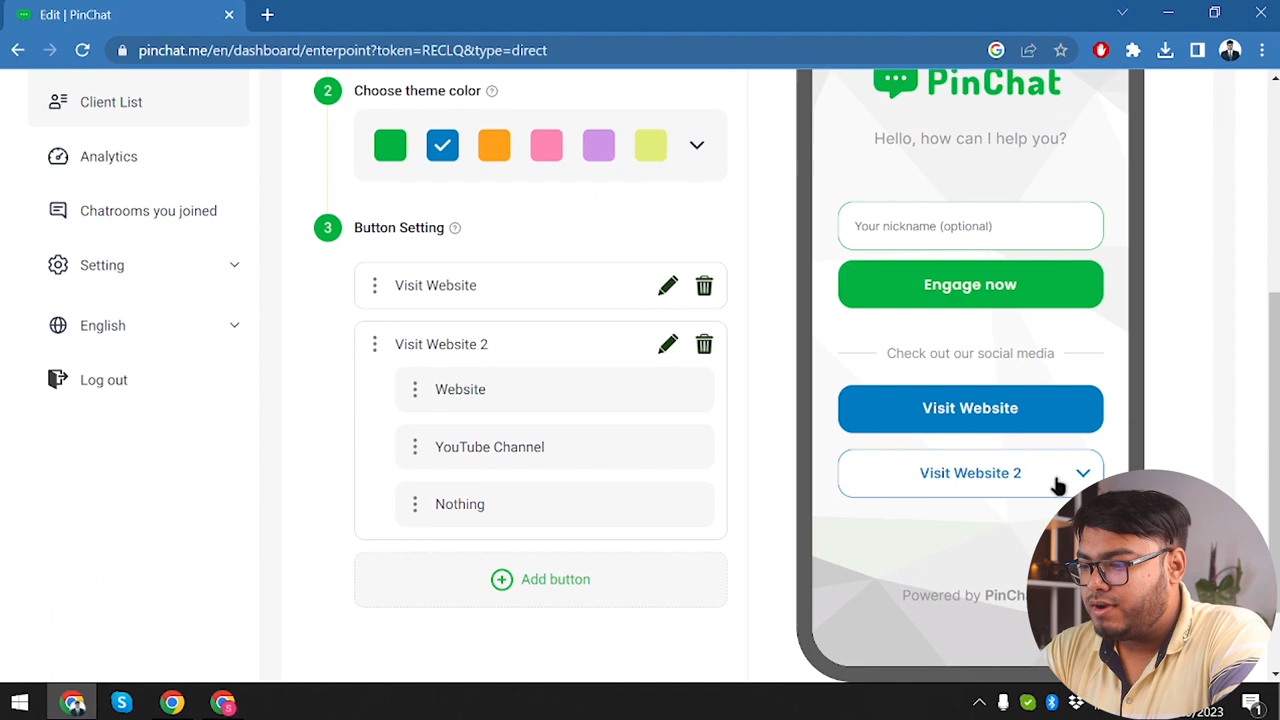 Edit | PinChat
pinchat.me/en/dashboard/enterpoint?token=RECLQ&type=direct
Client List
Analytics
Chatrooms you joined
Setting
English
Log out
2 Choose theme color
3 Button Setting
Visit Website
Visit Website 2
Website
YouTube Channel
Nothing
Add button
PinChat
Hello, how can I help you?
Your nickname (optional)
Engage now
Check out our social media
Visit Website
Visit Website 2
Powered by